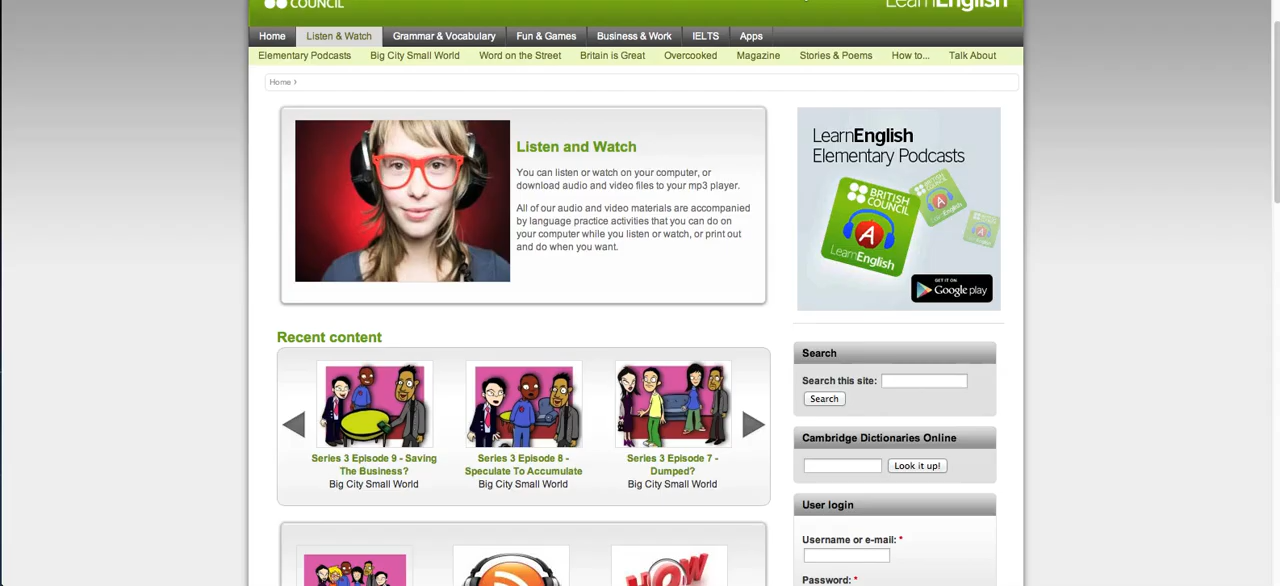 COUNCIL
LearnEnglish
Home
Listen & Watch
Grammar & Vocabulary
Fun & Games
Business & Work
IELTS
Apps
Elementary Podcasts
Big City Small World
Word on the Street
Britain is Great
Overcooked
Magazine
Stories & Poems
How to...
Talk About
Home ›
Listen and Watch
You can listen or watch on your computer, or
download audio and video files to your mp3 player.
All of our audio and video materials are accompanied
by language practice activities that you can do on
your computer while you listen or watch, or print out
and do when you want.
LearnEnglish
Elementary Podcasts
BRITISH
COUNCIL
A
LearnEnglish
GET IT ON
Google play
Recent content
Series 3 Episode 9 - Saving
The Business?
Big City Small World
Series 3 Episode 8 -
Speculate To Accumulate
Big City Small World
Series 3 Episode 7 -
Dumped?
Big City Small World
HOW
Search
Search this site:
Search
Cambridge Dictionaries Online
Look it up!
User login
Username or e-mail: *
Password: *